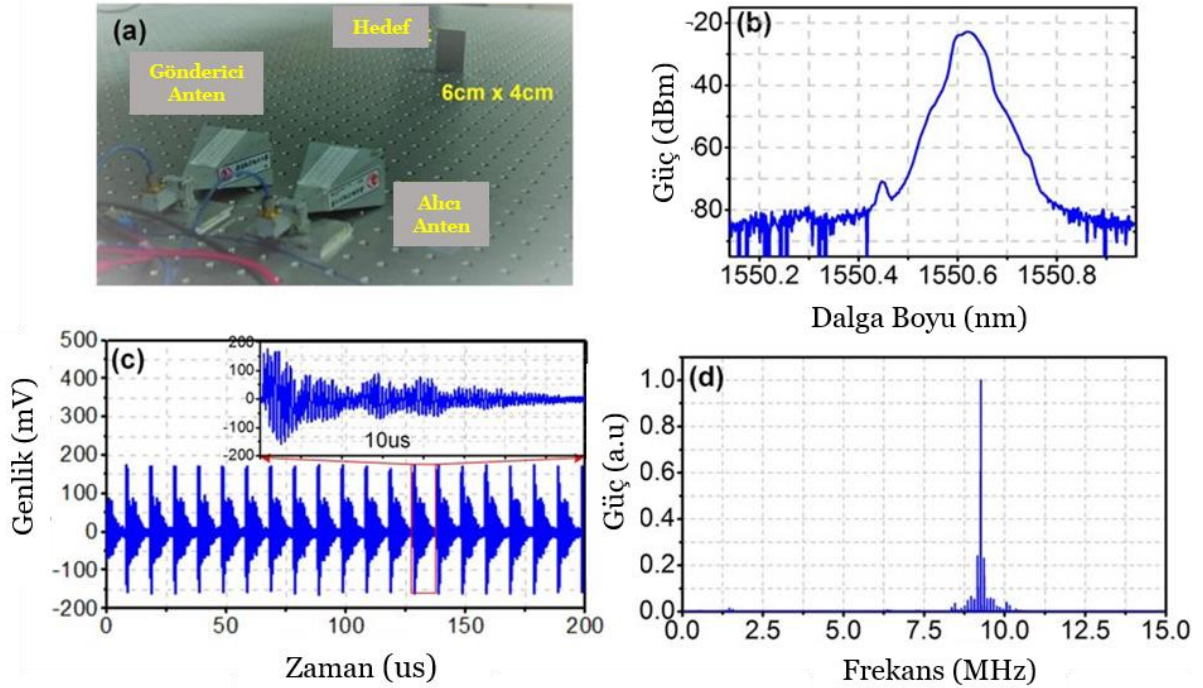 (a)
Hedef
Gönderici
Anten
6cm x 4cm
Alıcı
Anten
(b)
-20
-40
-60
-80
Güç (dBm)
1550.2 1550.4 1550.6 1550.8
Dalga Boyu (nm)
(c)
500
400
300
200
100
0
-100
-200
Genlik (mV)
200
100
0
-100
-200
10us
0 50 100 150 200
Zaman (us)
(d)
1.0
0.8
0.6
0.4
0.2
0.0
Güç (a.u)
0.0 2.5 5.0 7.5 10.0 12.5 15.0
Frekans (MHz)